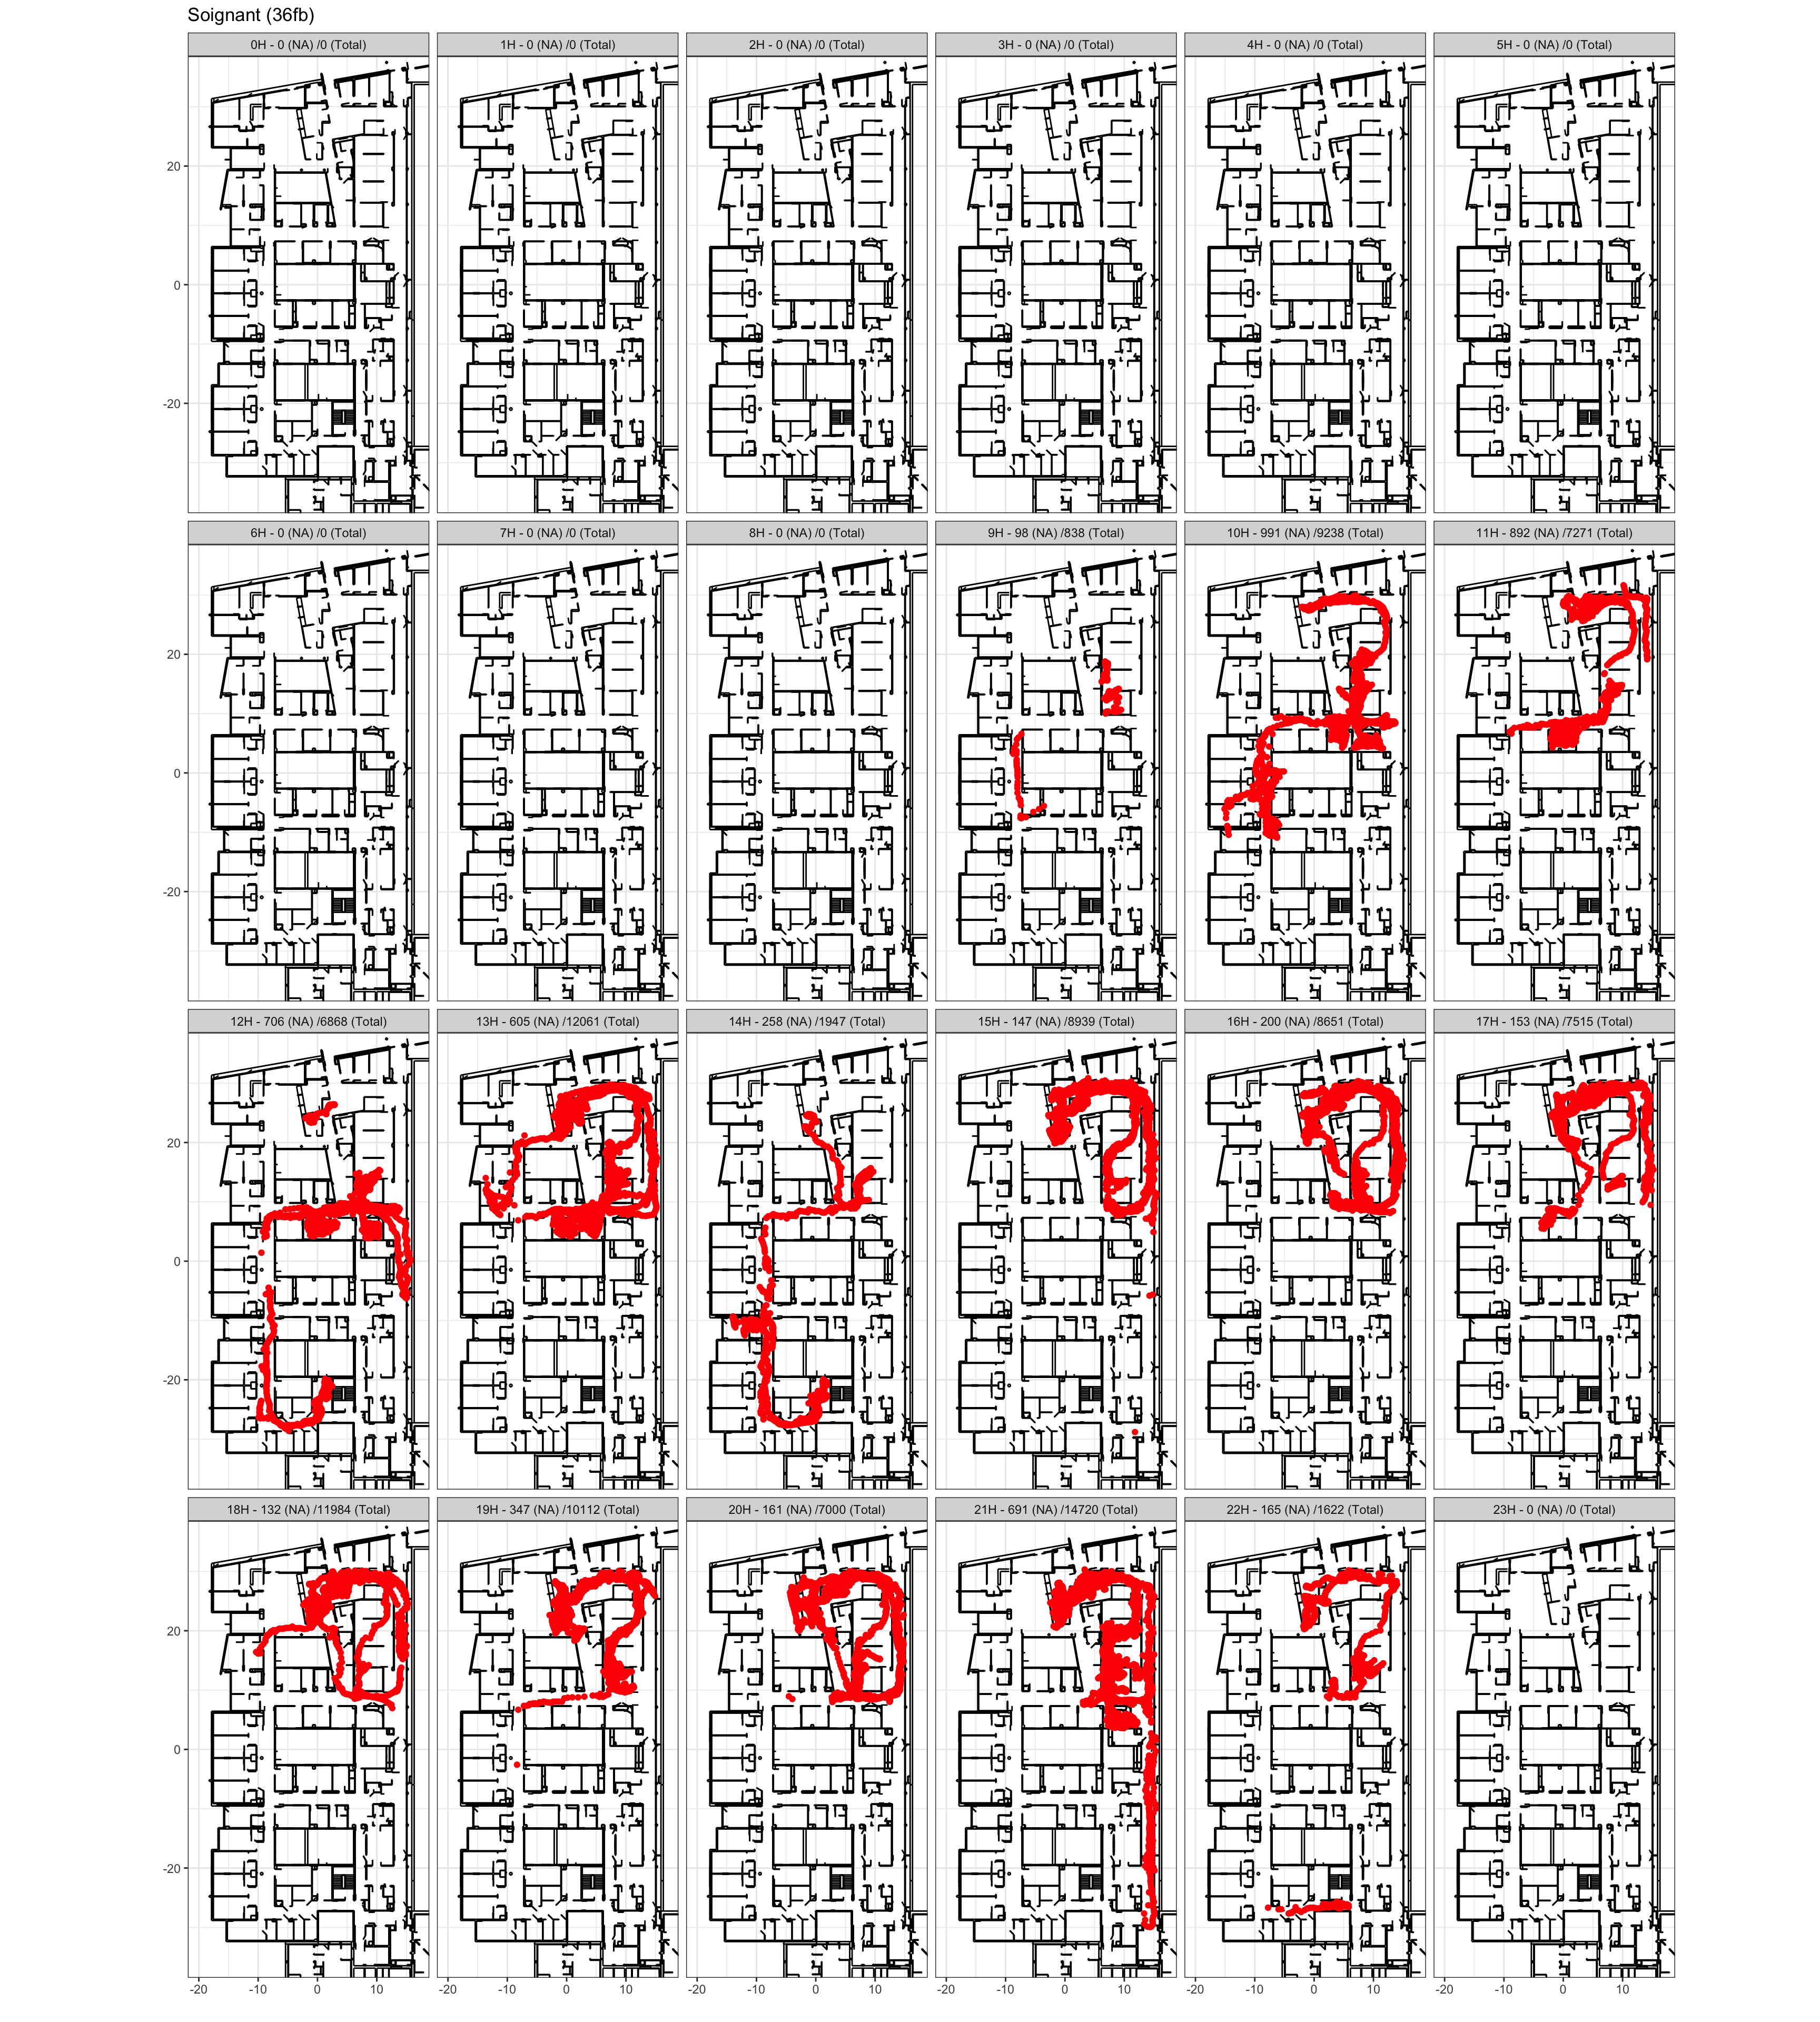 Soignant (36fb)
0H - 0 (NA) /0 (Total)
1H - 0 (NA) /0 (Total)
2H - 0 (NA) /0 (Total)
3H - 0 (NA) /0 (Total)
4H - 0 (NA) /0 (Total)
5H - 0 (NA) /0 (Total)
20
0
-20
6H - 0 (NA) /0 (Total)
7H - 0 (NA) /0 (Total)
8H - 0 (NA) /0 (Total)
9H - 98 (NA) /838 (Total)
10H - 991 (NA) /9238 (Total)
11H - 892 (NA) /7271 (Total)
20
0
-20
12H - 706 (NA) /6868 (Total)
13H - 605 (NA) /12061 (Total)
14H - 258 (NA) /1947 (Total)
15H - 147 (NA) /8939 (Total)
16H - 200 (NA) /8651 (Total)
17H - 153 (NA) /7515 (Total)
20
0
-20
18H - 132 (NA) /11984 (Total)
19H - 347 (NA) /10112 (Total)
20H - 161 (NA) /7000 (Total)
21H - 691 (NA) /14720 (Total)
22H - 165 (NA) /1622 (Total)
23H - 0 (NA) /0 (Total)
20
0
-20
-20 -10 0 10
-20 -10 0 10
-20 -10 0 10
-20 -10 0 10
-20 -10 0 10
-20 -10 0 10